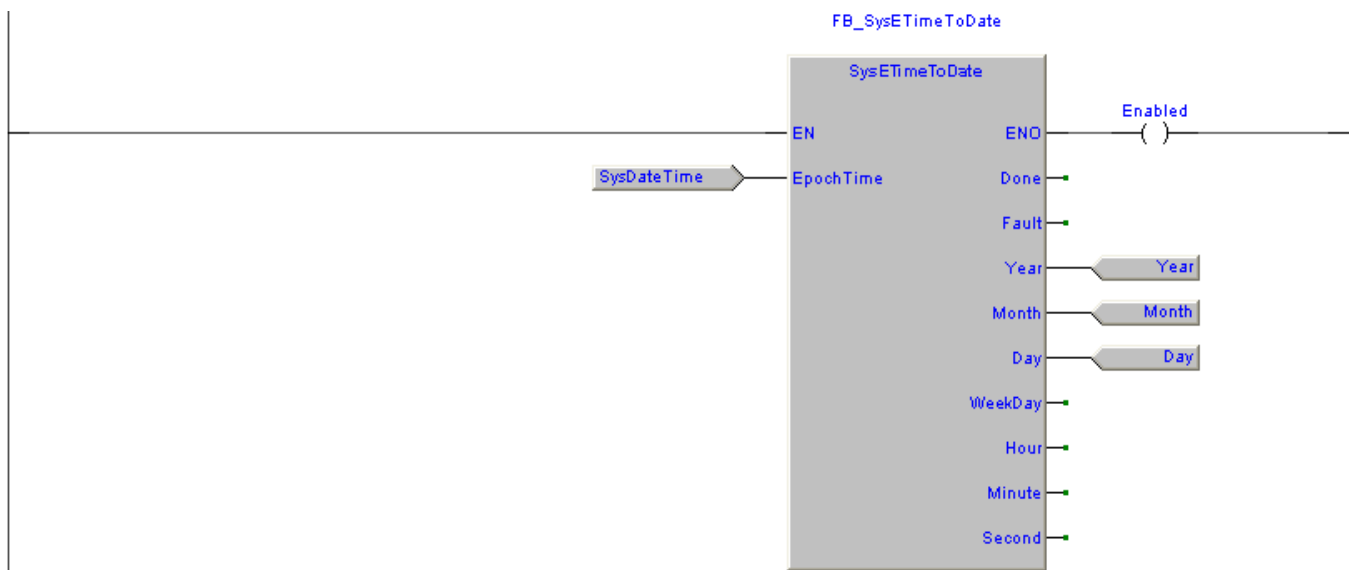 FB_SysETimeToDate
SysETimeToDate
Enabled
EN ENO
SysDateTime EpochTime Done
Fault
Year Year
Month Month
Day Day
WeekDay
Hour
Minute
Second